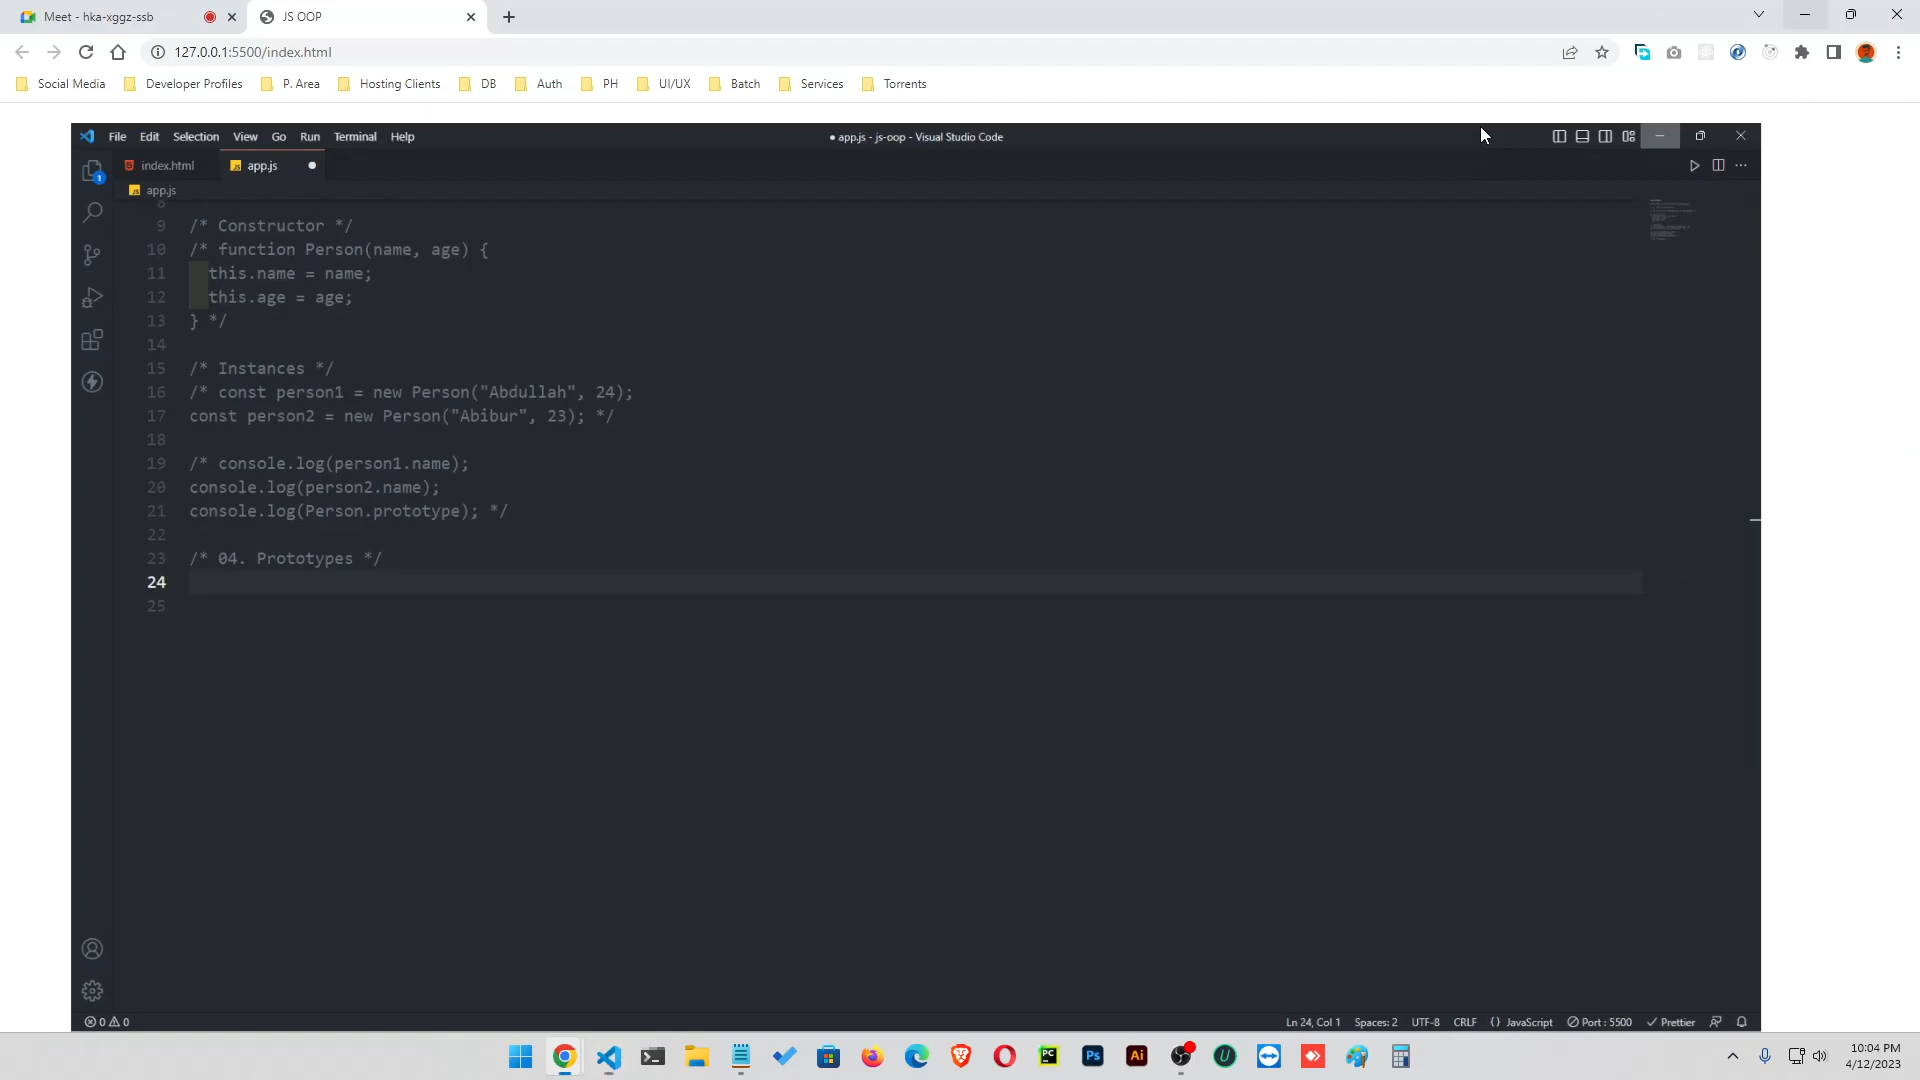 Meet - hka-xggz-ssb
JS OOP
127.0.0.1:5500/index.html
Social Media
Developer Profiles
P. Area
Hosting Clients
DB
Auth
PH
UI/UX
Batch
Services
Torrents
File Edit Selection View Go Run Terminal Help
● app.js - js-oop - Visual Studio Code
index.html
app.js
1
JS app.js
8
9 /* Constructor */
10 /* function Person(name, age) {
11 this.name = name;
12 this.age = age;
13 } */
14
15 /* Instances */
16 /* const person1 = new Person("Abdullah", 24);
17 const person2 = new Person("Abibur", 23); */
18
19 /* console.log(person1.name);
20 console.log(person2.name);
21 console.log(Person.prototype); */
22
23 /* 04. Prototypes */
24
25
0 0
Ln 24, Col 1 Spaces: 2 UTF-8 CRLF {} JavaScript Port : 5500 Prettier
PC
Ps
Ai
U
10:04 PM
4/12/2023